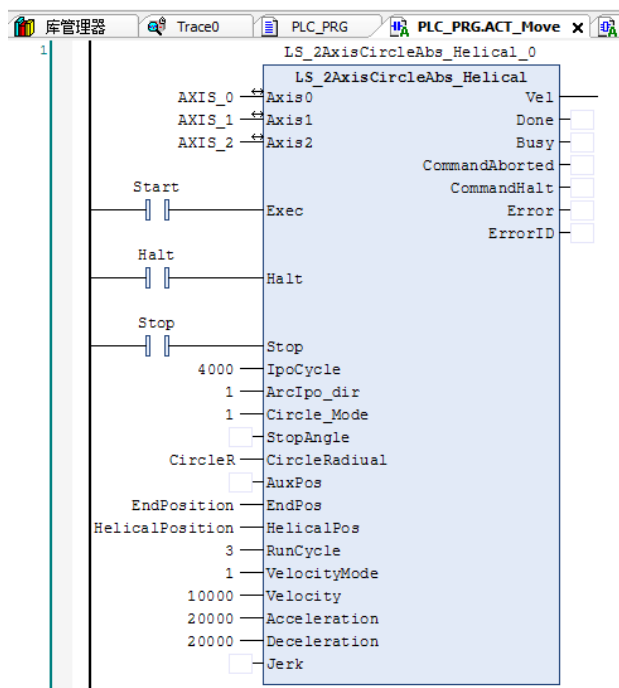 库管理器 Trace0 PLC_PRG PLC_PRG.ACT_Move x
1 LS_2AxisCircleAbs_Helical_0
LS_2AxisCircleAbs_Helical
AXIS_0 Axis0 Vel
AXIS_1 Axis1 Done
AXIS_2 Axis2 Busy
CommandAborted
Start CommandHalt
Exec Error
ErrorID
Halt
Halt
Stop
Stop
4000 IpoCycle
1 ArcIpo_dir
1 Circle_Mode
StopAngle
CircleR CircleRadiual
AuxPos
EndPosition EndPos
HelicalPosition HelicalPos
3 RunCycle
1 VelocityMode
10000 Velocity
20000 Acceleration
20000 Deceleration
Jerk